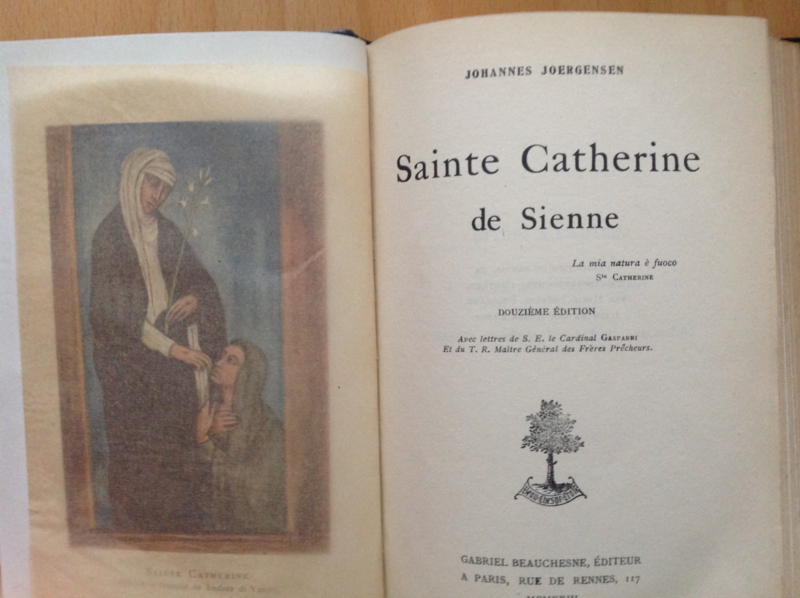 SAINTE CATHERINE
JOHANNES JOERGENSEN
Sainte Catherine
de Sienne
La mia natura è fuoco
Ste CATHERINE
DOUZIÈME ÉDITION
Avec lettres de S. E. le Cardinal GASPARRI
Et du T. R. Maître Général des Frères Prêcheurs.
GABRIEL BEAUCHESNE, ÉDITEUR
A PARIS, RUE DE RENNES, 117